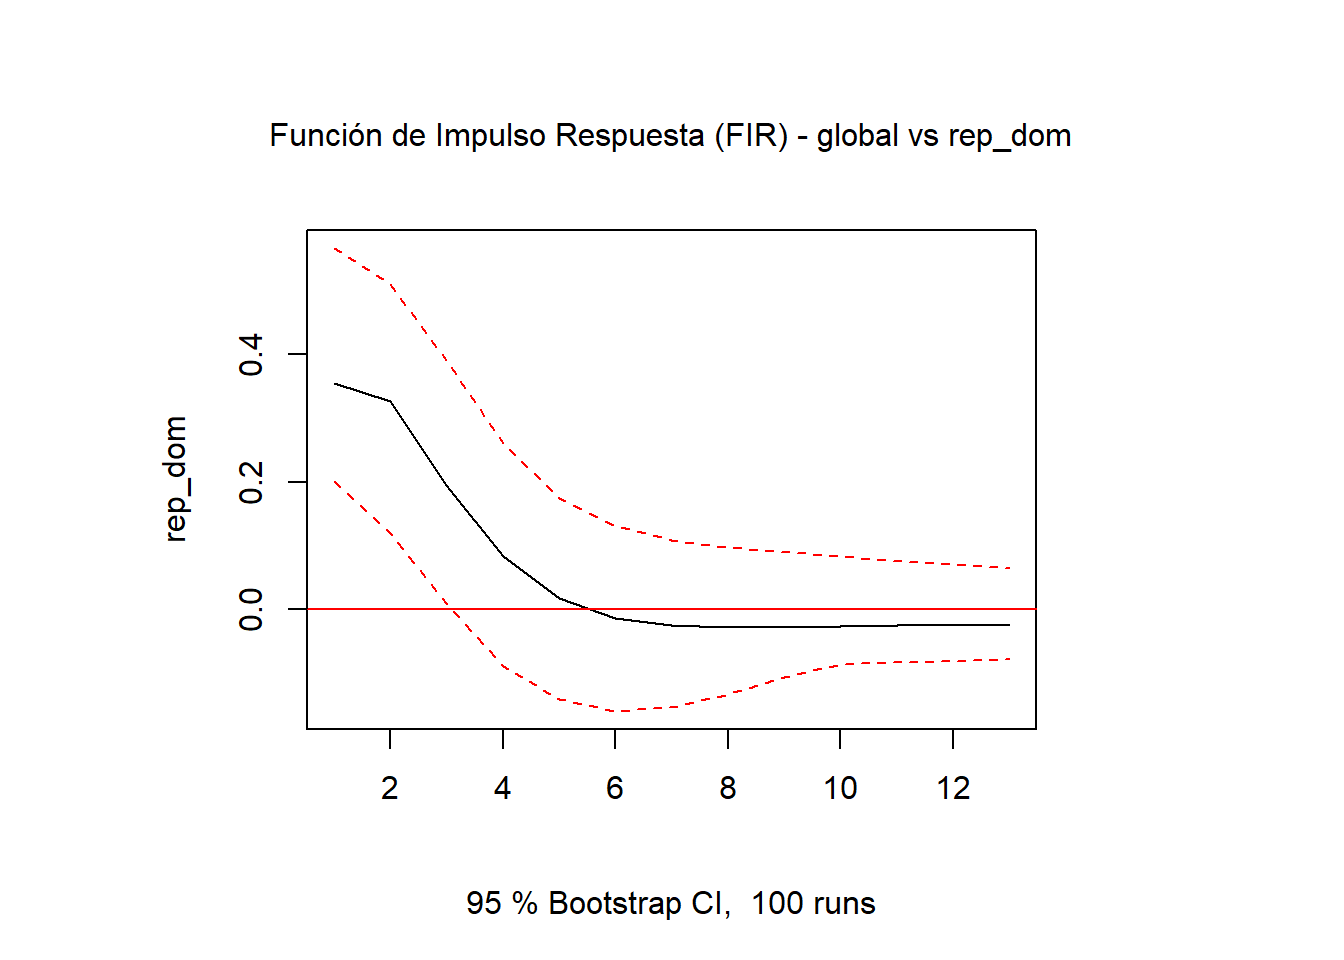 Función de Impulso Respuesta (FIR) - global vs rep_dom
rep_dom
0.4
0.2
0.0
2 4 6 8 10 12
95 % Bootstrap CI,  100 runs